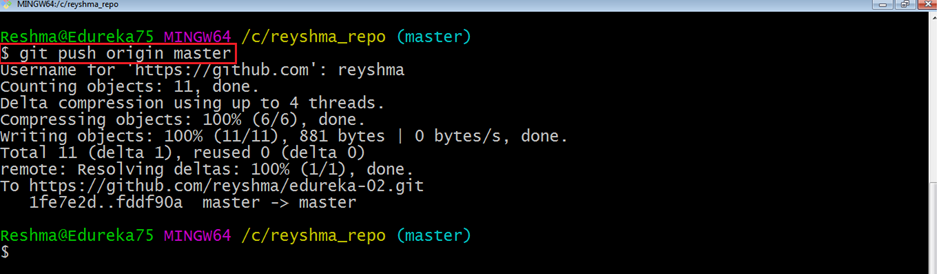 MINGW64:/c/reyshma_repo
Reshma@Edureka75 MINGW64 /c/reyshma_repo (master)
$ git push origin master
Username for 'https://github.com': reyshma
Counting objects: 11, done.
Delta compression using up to 4 threads.
Compressing objects: 100% (6/6), done.
Writing objects: 100% (11/11), 881 bytes | 0 bytes/s, done.
Total 11 (delta 1), reused 0 (delta 0)
remote: Resolving deltas: 100% (1/1), done.
To https://github.com/reyshma/edureka-02.git
1fe7e2d..fddf90a master -> master
Reshma@Edureka75 MINGW64 /c/reyshma_repo (master)
$